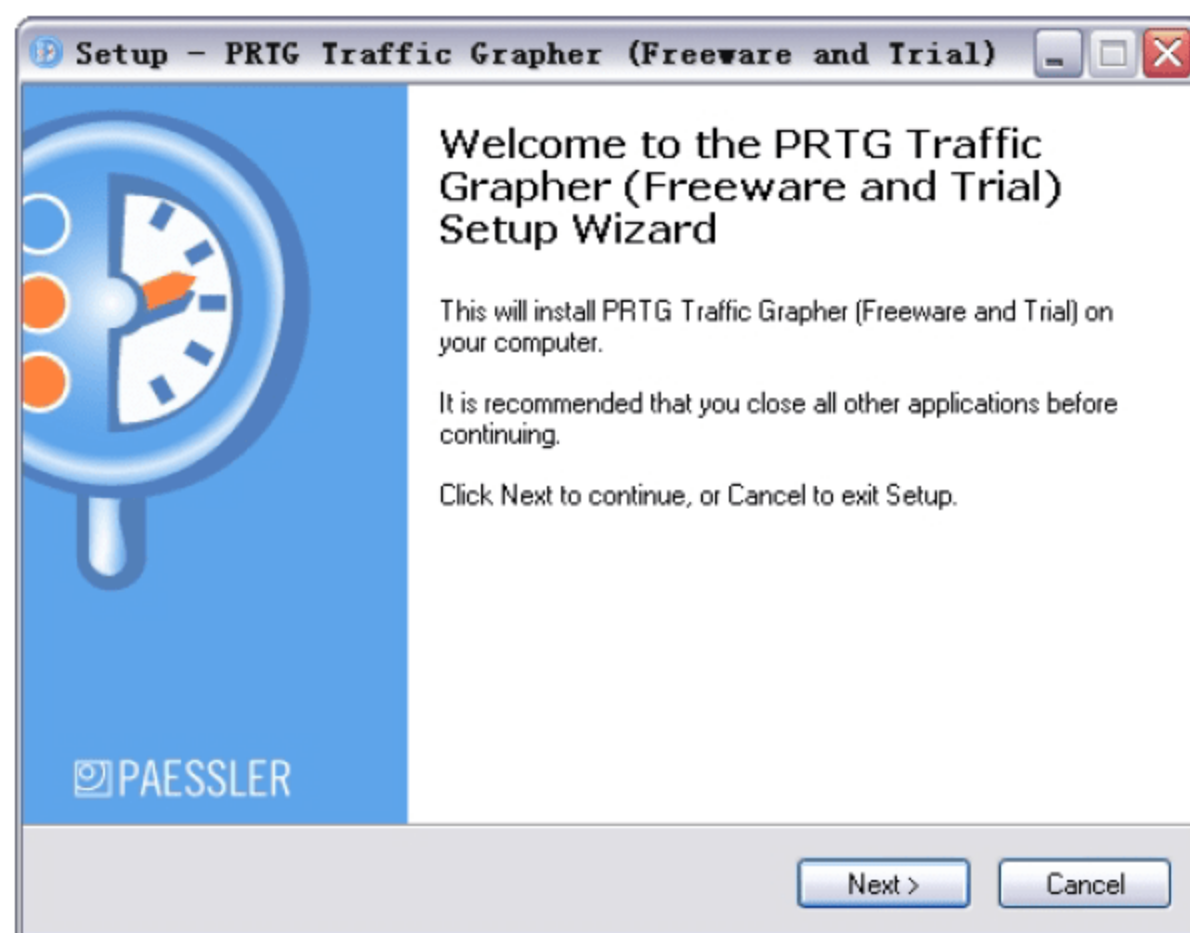 Setup - PRTG Traffic Grapher (Freeware and Trial)
Welcome to the PRTG Traffic
Grapher (Freeware and Trial)
Setup Wizard
This will install PRTG Traffic Grapher (Freeware and Trial) on
your computer.
It is recommended that you close all other applications before
continuing.
Click Next to continue, or Cancel to exit Setup.
PAESSLER
Next >
Cancel